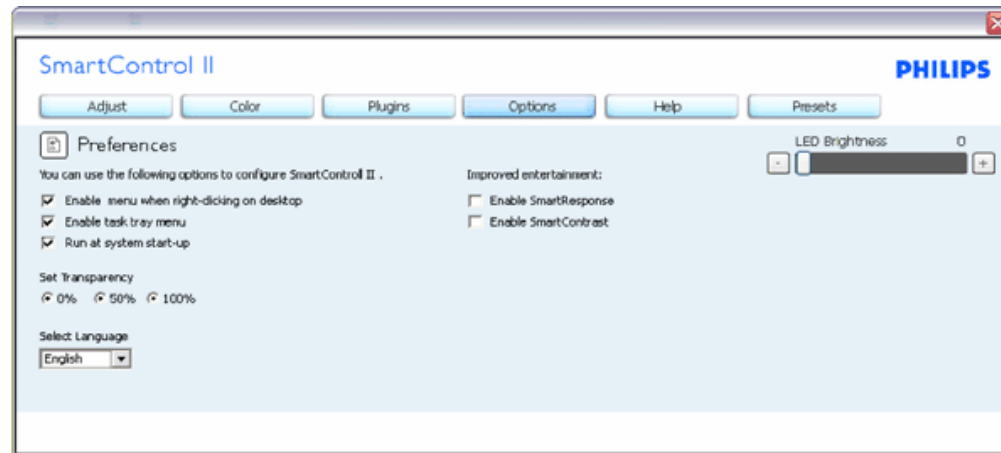 SmartControl II
PHILIPS
Adjust Color Plugins Options Help Presets
Preferences
LED Brightness 0
- +
You can use the following options to configure SmartControl II .
Improved entertainment:
Enable menu when right-clicking on desktop
Enable SmartResponse
Enable task tray menu
Enable SmartContrast
Run at system start-up
Set Transparency
0% 50% 100%
Select Language
English